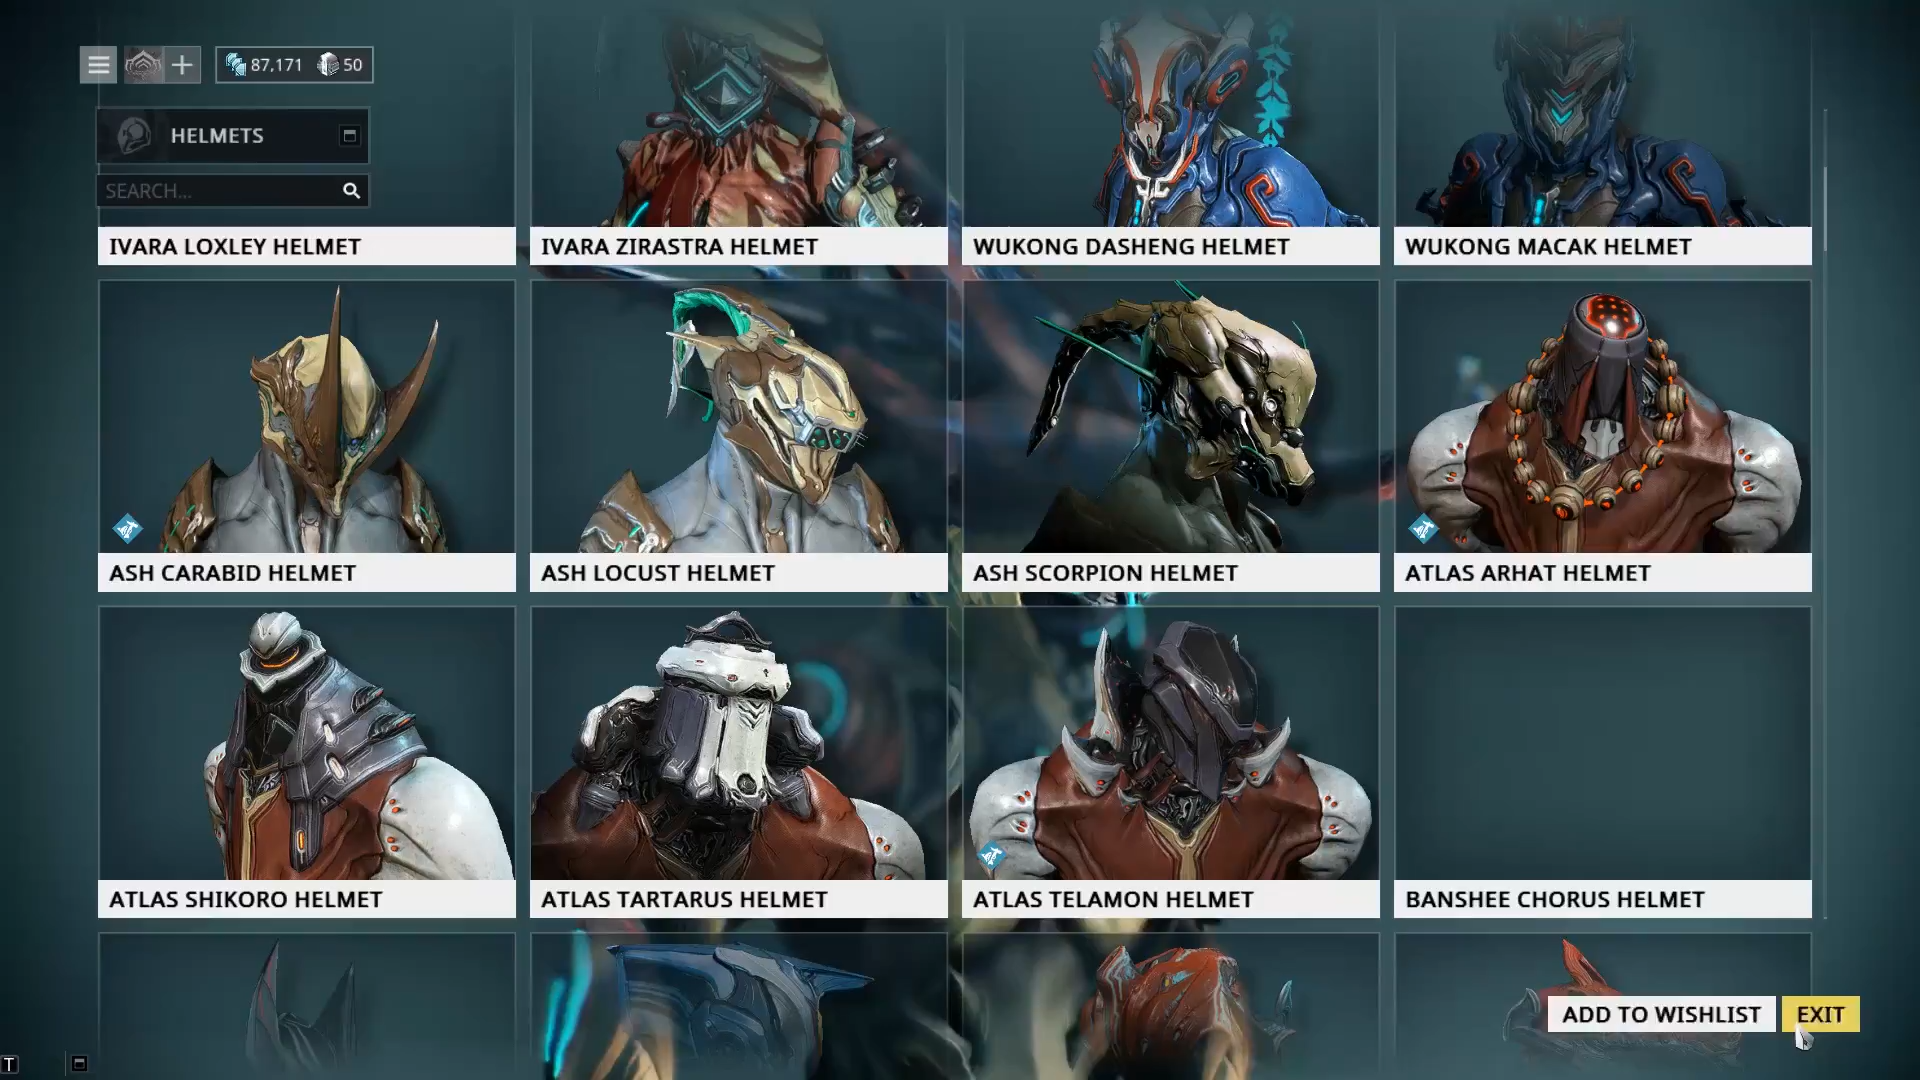 87,171 50
HELMETS
SEARCH...
IVARA LOXLEY HELMET
IVARA ZIRASTRA HELMET
WUKONG DASHENG HELMET
WUKONG MACAK HELMET
ASH CARABID HELMET
ASH LOCUST HELMET
ASH SCORPION HELMET
ATLAS ARHAT HELMET
ATLAS SHIKORO HELMET
ATLAS TARTARUS HELMET
ATLAS TELAMON HELMET
BANSHEE CHORUS HELMET
ADD TO WISHLIST
EXIT
T